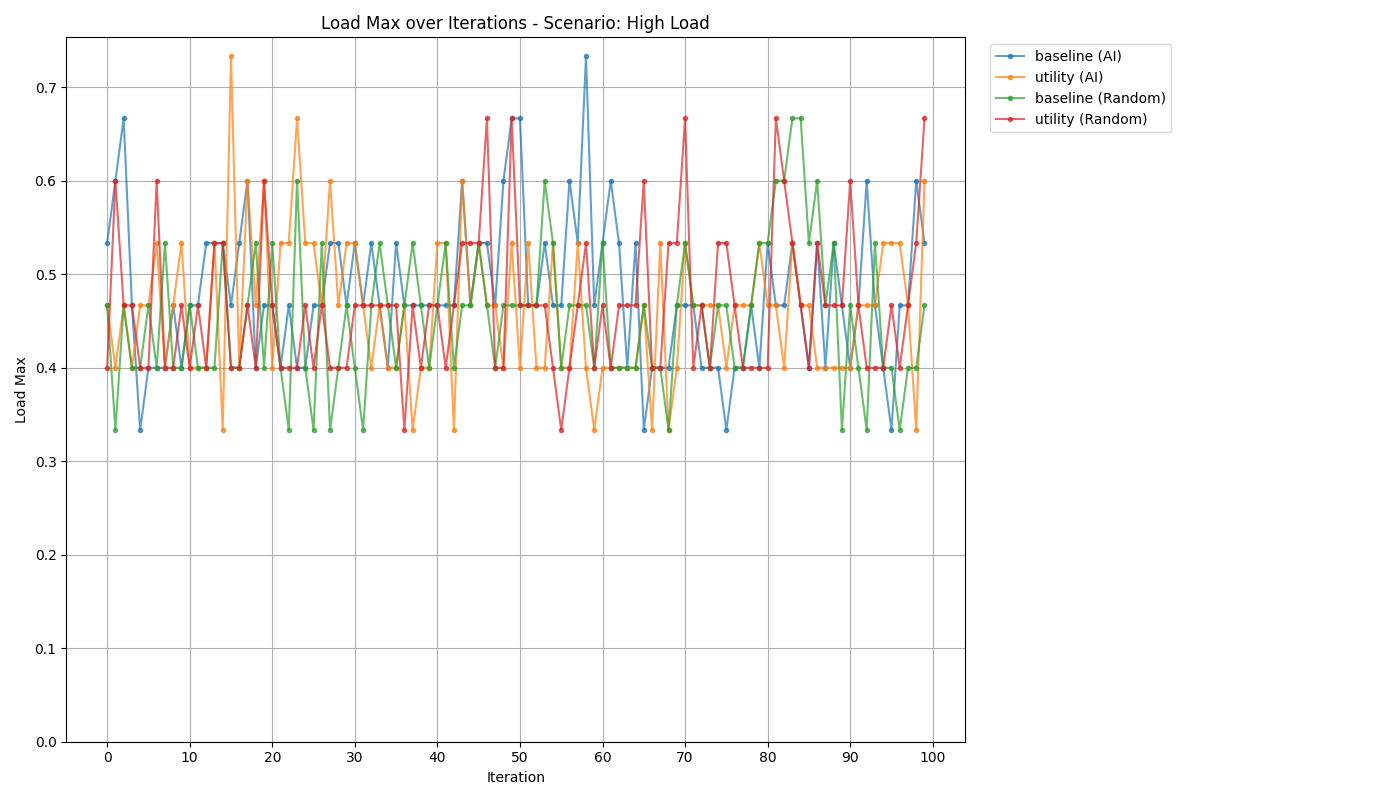 Load Max over Iterations - Scenario: High Load
baseline (AI)
utility (AI)
baseline (Random)
utility (Random)
Load Max
0.7
0.6
0.5
0.4
0.3
0.2
0.1
0.0
0 10 20 30 40 50 60 70 80 90 100
Iteration